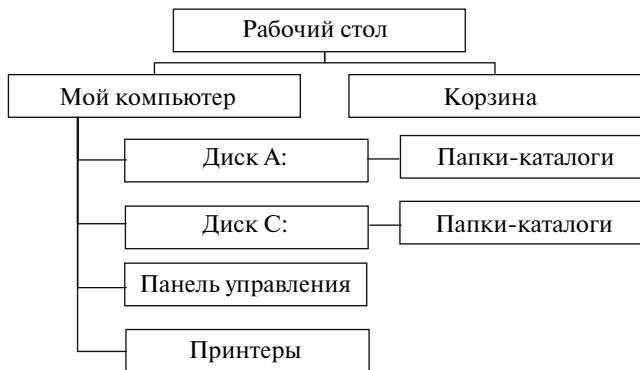 Рабочий стол
Мой компьютер
Корзина
Диск A:
Папки-каталоги
Диск C:
Папки-каталоги
Панель управления
Принтеры